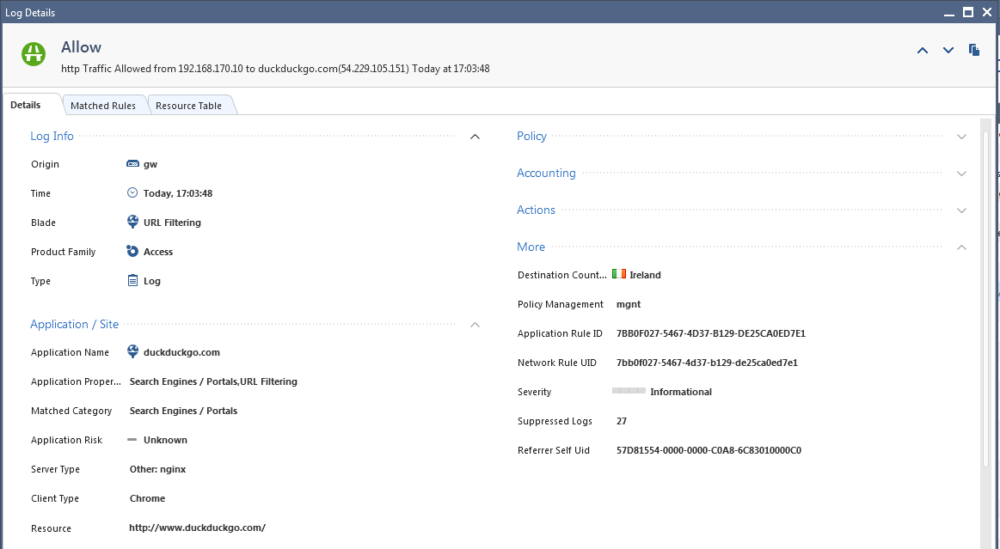 Log Details
Allow
http Traffic Allowed from 192.168.170.10 to duckduckgo.com(54.229.105.151) Today at 17:03:48
Details Matched Rules Resource Table
Log Info
Origin gw
Time Today, 17:03:48
Blade URL Filtering
Product Family Access
Type Log
Application / Site
Application Name duckduckgo.com
Application Proper... Search Engines / Portals,URL Filtering
Matched Category Search Engines / Portals
Application Risk Unknown
Server Type Other: nginx
Client Type Chrome
Resource http://www.duckduckgo.com/
Policy
Accounting
Actions
More
Destination Count... Ireland
Policy Management mgnt
Application Rule ID 7BB0F027-5467-4D37-B129-DE25CA0ED7E1
Network Rule UID 7bb0f027-5467-4d37-b129-de25ca0ed7e1
Severity Informational
Suppressed Logs 27
Referrer Self Uid 57D81554-0000-0000-C0A8-6C83010000C0